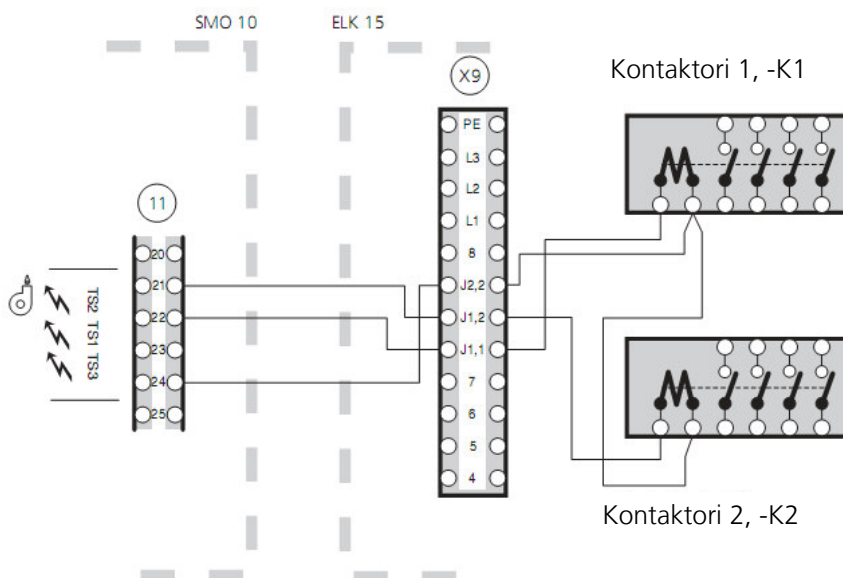 SMO 10
ELK 15
X9
Kontaktori 1, -K1
PE
L3
L2
L1
8
J2,2
J1,2
J1,1
7
6
5
4
11
20
21
22
23
24
25
TS2
TS1
TS3
Kontaktori 2, -K2